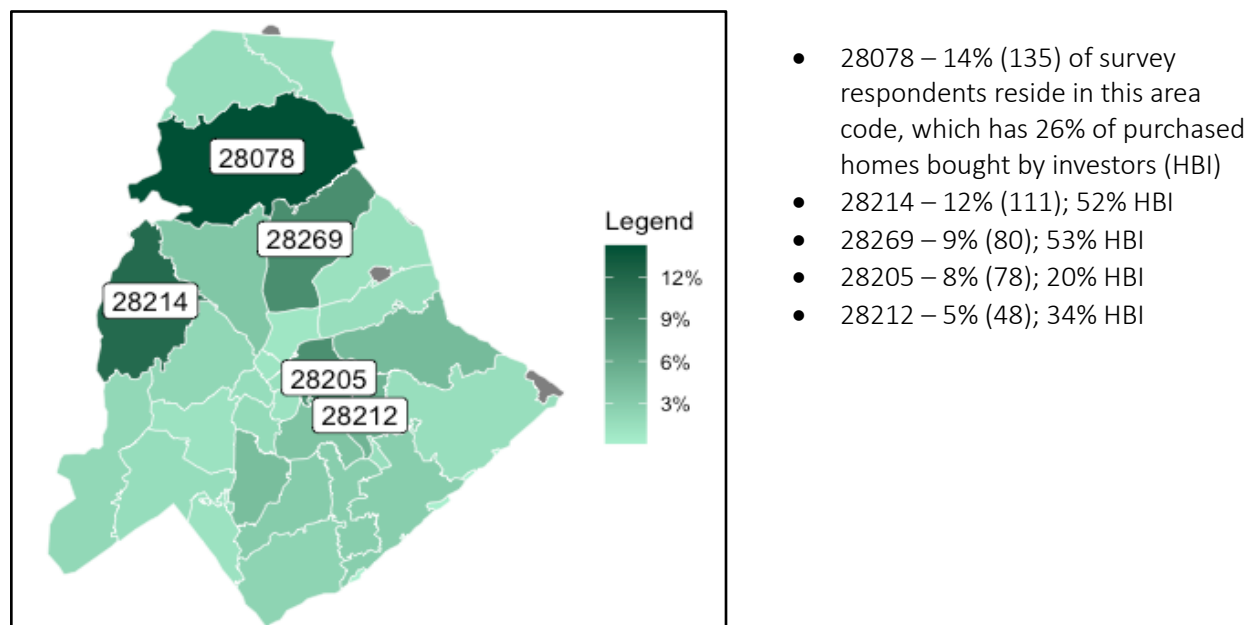 28078
28269
28214
28205
28212
Legend
12%
9%
6%
3%
• 28078 – 14% (135) of survey
respondents reside in this area
code, which has 26% of purchased
homes bought by investors (HBI)
• 28214 – 12% (111); 52% HBI
• 28269 – 9% (80); 53% HBI
• 28205 – 8% (78); 20% HBI
• 28212 – 5% (48); 34% HBI